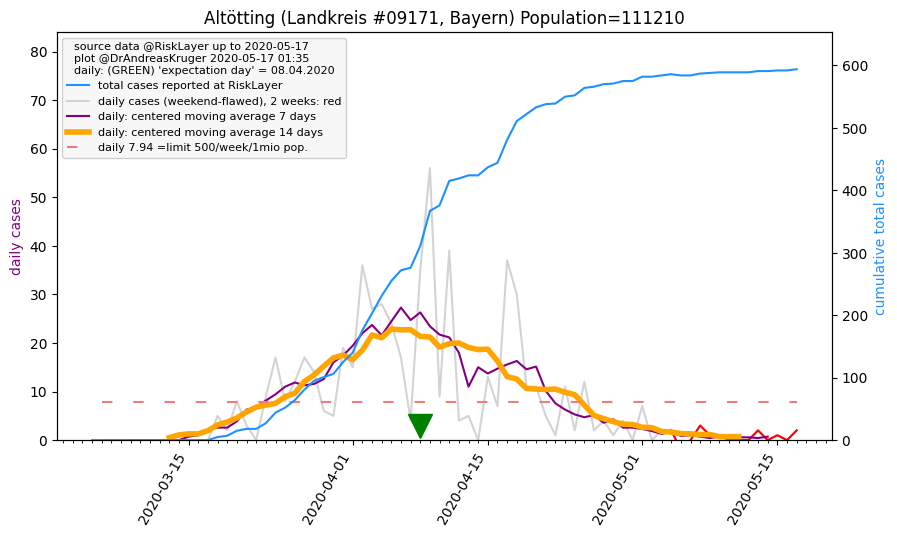 Altötting (Landkreis #09171, Bayern) Population=111210
source data @RiskLayer up to 2020-05-17
plot @DrAndreasKruger 2020-05-17 01:35
daily: (GREEN) 'expectation day' = 08.04.2020
total cases reported at RiskLayer
daily cases (weekend-flawed), 2 weeks: red
daily: centered moving average 7 days
daily: centered moving average 14 days
daily 7.94 =limit 500/week/1mio pop.
daily cases
80
70
60
50
40
30
20
10
0
cumulative total cases
600
500
400
300
200
100
0
2020-03-15
2020-04-01
2020-04-15
2020-05-01
2020-05-15